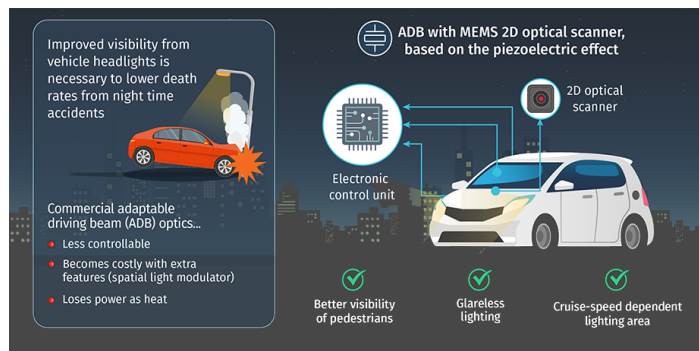 Improved visibility from
vehicle headlights is
necessary to lower death
rates from night time
accidents
Commercial adaptable
driving beam (ADB) optics...
Less controllable
Becomes costly with extra
features (spatial light modulator)
Loses power as heat
ADB with MEMS 2D optical scanner,
based on the piezoelectric effect
2D optical
scanner
Electronic
control unit
Better visibility
of pedestrians
Glareless
lighting
Cruise-speed dependent
lighting area